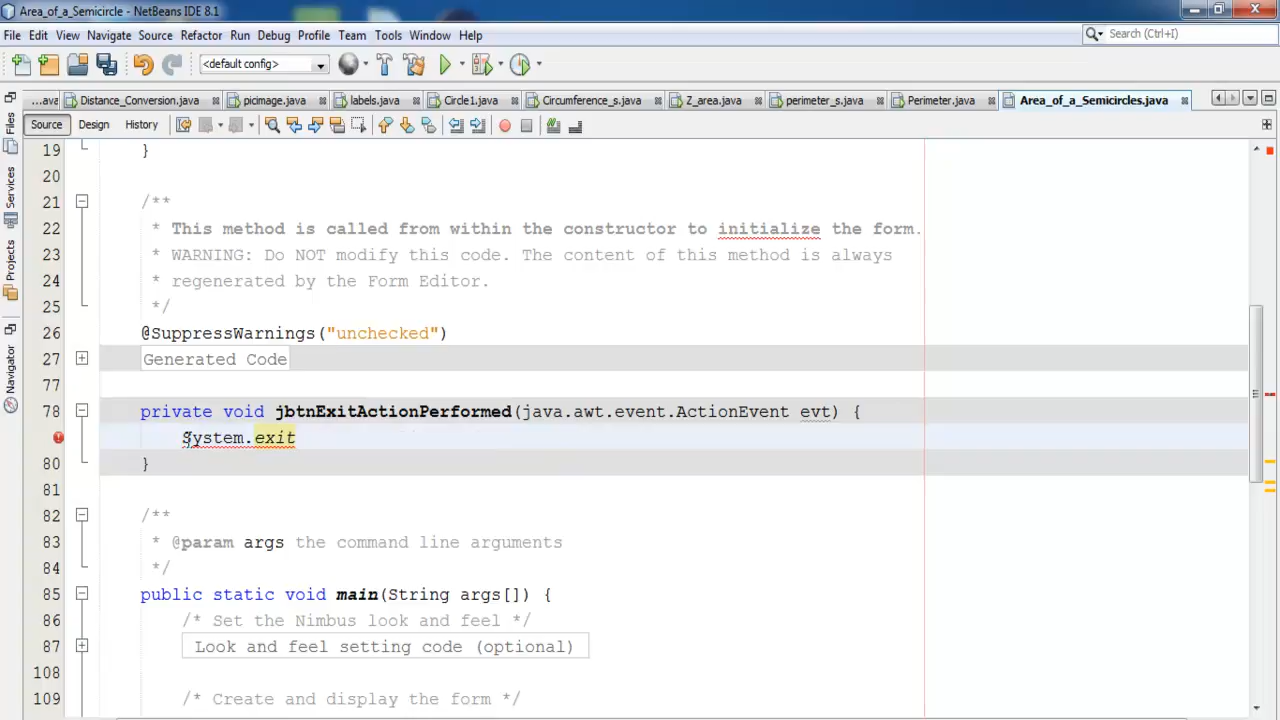 Area_of_a_Semicircle - NetBeans IDE 8.1
File Edit View Navigate Source Refactor Run Debug Profile Team Tools Window Help
Search (Ctrl+I)
<default config>
...ava Distance_Conversion.java picimage.java labels.java Circle1.java Circumference_s.java Z_area.java perimeter_s.java Perimeter.java Area_of_a_Semicircles.java
Source Design History
Files
Services
Projects
Navigator
19 }
20
21 /**
22 * This method is called from within the constructor to initialize the form.
23 * WARNING: Do NOT modify this code. The content of this method is always
24 * regenerated by the Form Editor.
25 */
26 @SuppressWarnings("unchecked")
27 Generated Code
77
78 private void jbtnExitActionPerformed(java.awt.event.ActionEvent evt) {
System.exit
80 }
81
82 /**
83 * @param args the command line arguments
84 */
85 public static void main(String args[]) {
86 /* Set the Nimbus look and feel */
87 Look and feel setting code (optional)
108
109 /* Create and display the form */